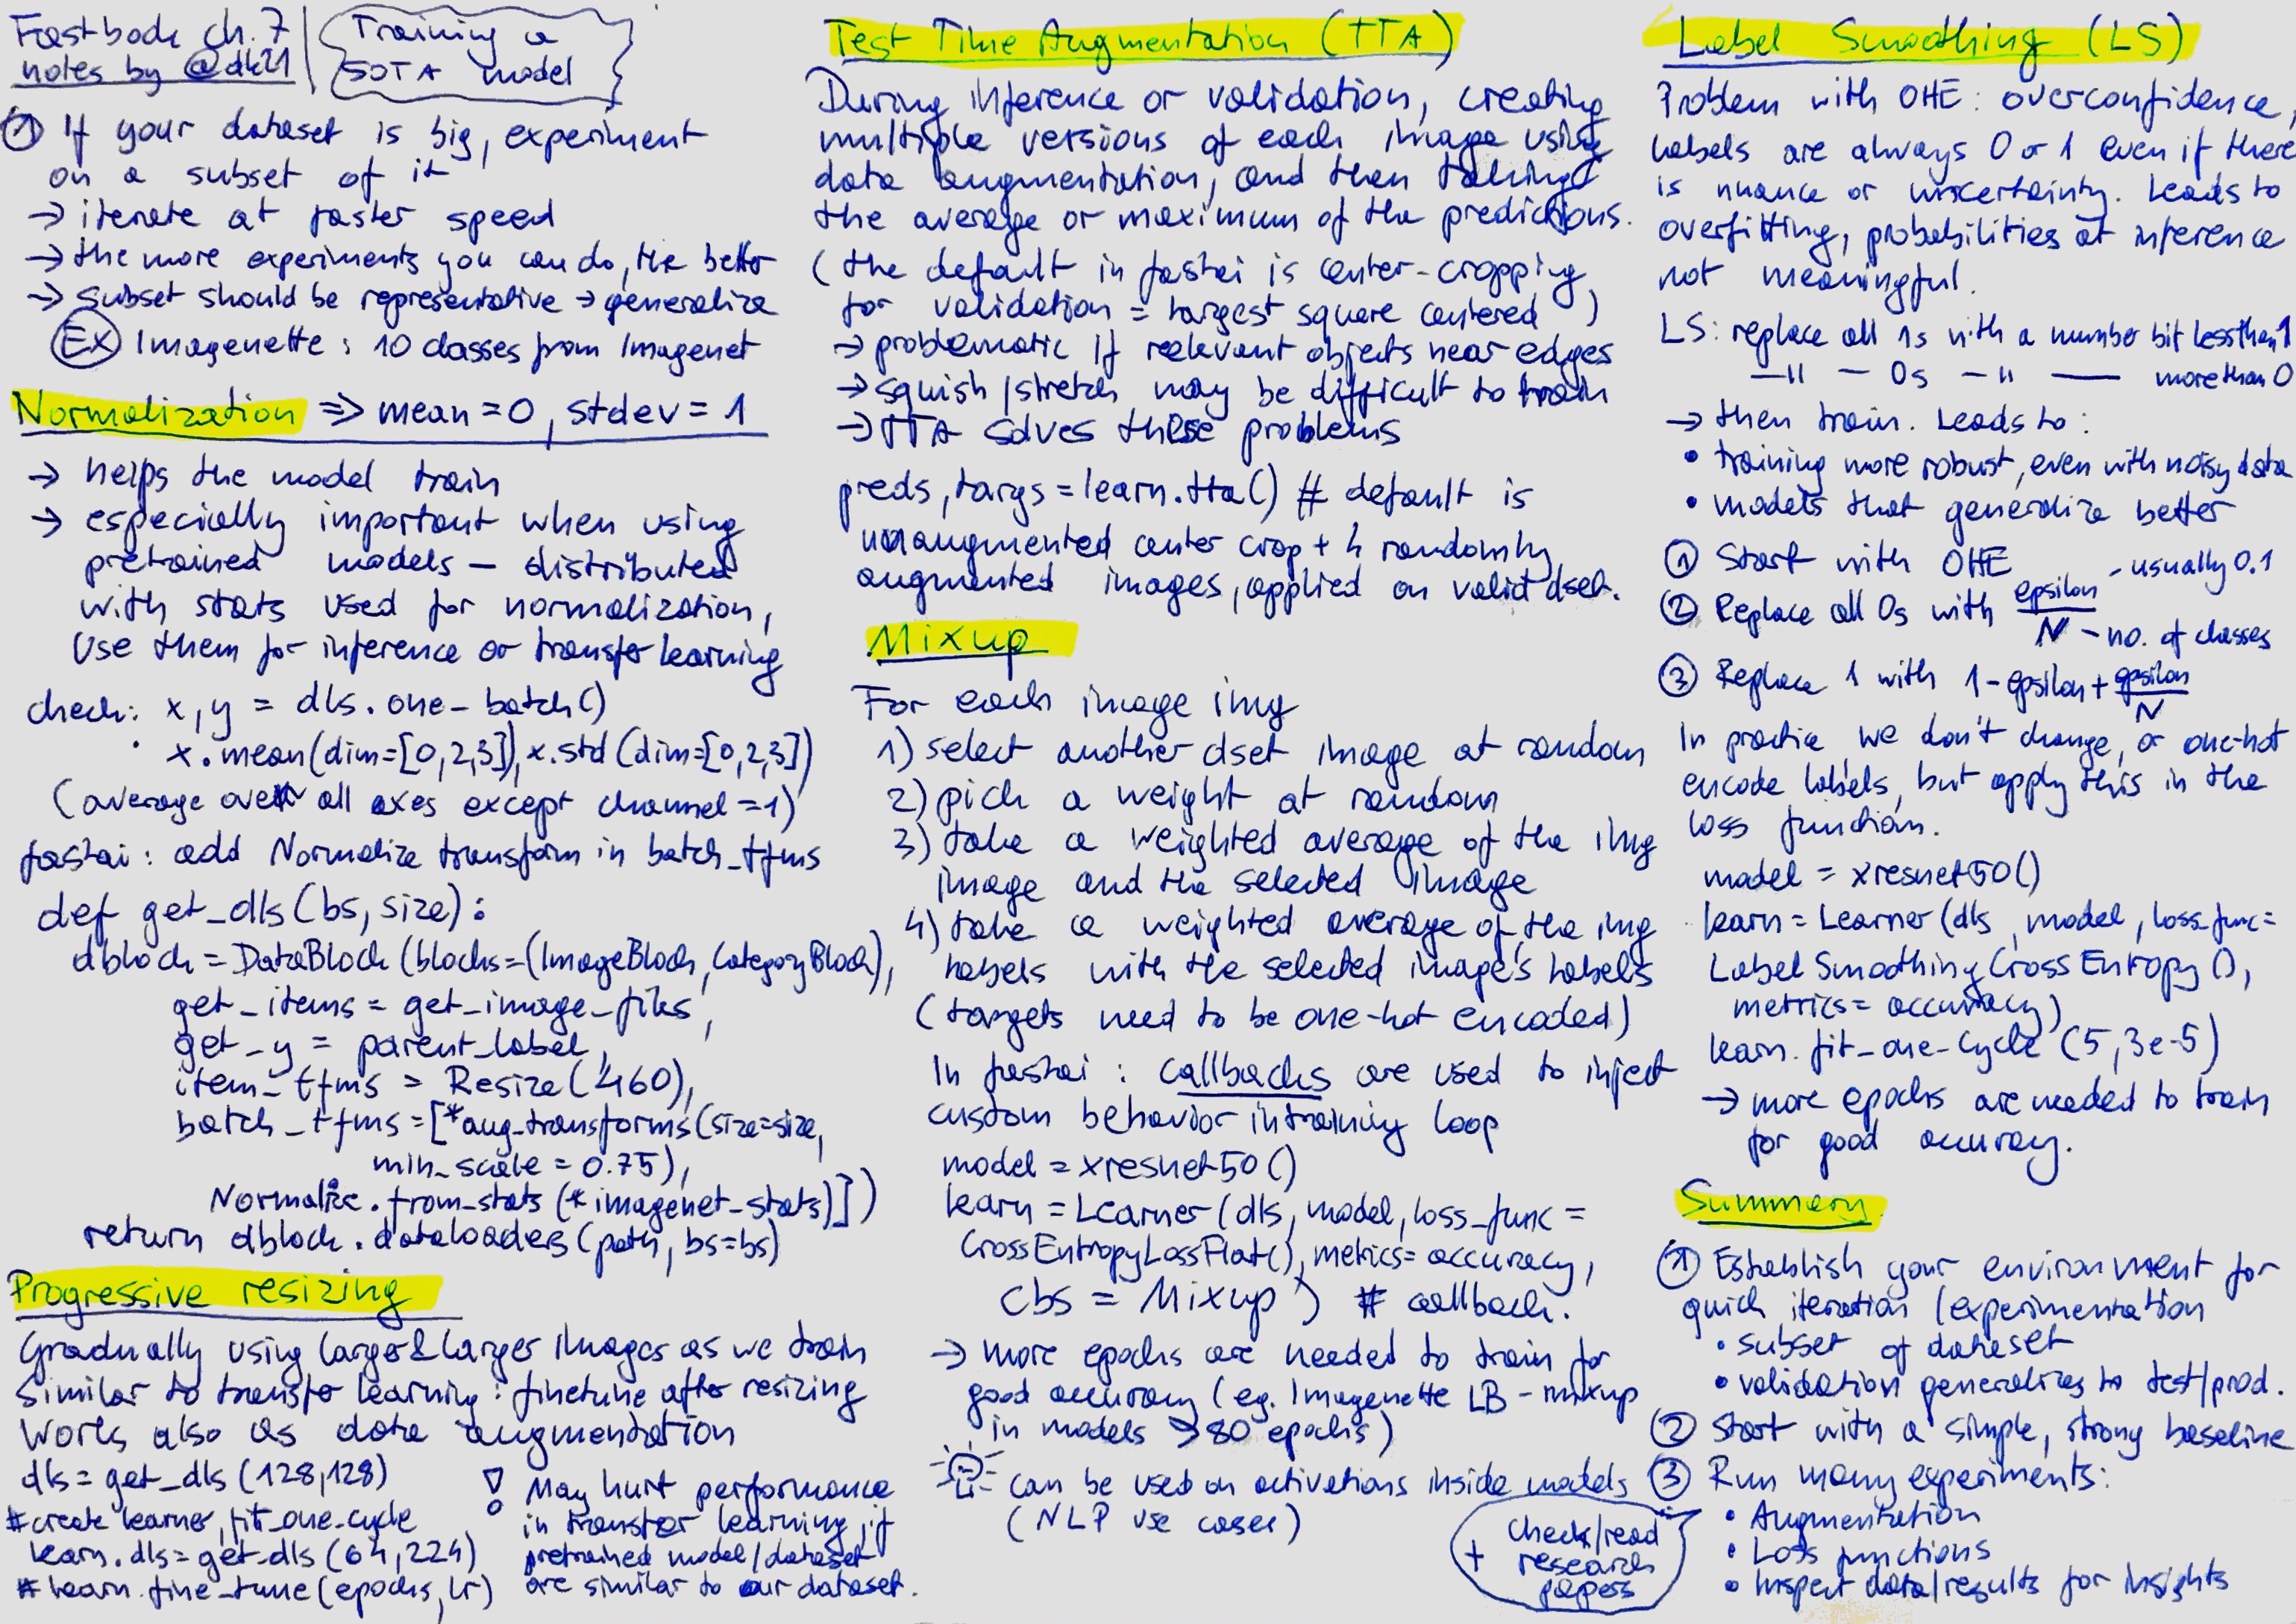 Fastbook ch. 7
notes by @dk21
Training a
SOTA model
① If your dataset is big, experiment
on a subset of it
→ iterate at faster speed
→ the more experiments you can do, the better
→ subset should be representative → generalize
Ex Imagenette: 10 classes from Imagenet
Normalization => mean = 0, stdev = 1
→ helps the model train
→ especially important when using
pretrained models - distributed
with stats used for normalization,
use them for inference or transfer learning
check: x, y = dls.one_batch()
x.mean(dim=[0,2,3]), x.std(dim=[0,2,3])
(average over all axes except channel = 1)
fastai: add Normalize transform in batch_tfms
def get_dls(bs, size):
dblock = DataBlock(blocks=(ImageBlock, CategoryBlock),
get_items = get_image_files,
get_y = parent_label,
item_tfms = Resize(460),
batch_tfms = [*aug_transforms(size=size,
min_scale = 0.75),
Normalize.from_stats(*imagenet_stats)])
return dblock.dataloaders(path, bs=bs)
Progressive resizing
Gradually using larger & larger images as we train
Similar to transfer learning: finetune after resizing
Works also as data augmentation
dls = get_dls(128,128)
# create learner, fit_one_cycle
learn.dls = get_dls(64,224)
# learn.fine_tune(epochs, lr)
! May hurt performance
in transfer learning, if
pretrained model/dataset
are similar to our dataset.
Test Time Augmentation (TTA)
During inference or validation, creating
multiple versions of each image using
data augmentation, and then taking
the average or maximum of the predictions.
(the default in fastai is center-cropping
for validation = largest square centered)
→ problematic if relevant objects near edges
→ squish/stretch may be difficult to train
→ TTA solves these problems
preds, targs = learn.tta() # default is
unaugmented center crop + 4 randomly
augmented images, applied on valid dset.
Mixup
For each image img
1) select another dset image at random
2) pick a weight at random
3) take a weighted average of the img
image and the selected image
4) take a weighted average of the img
labels with the selected image's labels
(targets need to be one-hot encoded)
In fastai: callbacks are used to inject
custom behavior in training loop
model = xresnet50()
learn = Learner(dls, model, loss_func =
CrossEntropyLossFlat(), metrics=accuracy,
cbs = Mixup) # callback.
→ more epochs are needed to train for
good accuracy (eg. Imagenette LB - mixup
in models >80 epochs)
can be used on activations inside models
(NLP use cases)
+ check/read
research
papers
Label Smoothing (LS)
Problem with OHE: overconfidence,
labels are always 0 or 1 even if there
is nuance or uncertainty. Leads to
overfitting, probabilities at inference
not meaningful.
LS: replace all 1s with a number bit less than 1
—"— 0s —"— more than 0
→ then train. Leads to:
• training more robust, even with noisy data
• models that generalize better
① Start with OHE
② Replace all 0s with epsilon/N - usually 0.1
- no. of classes
③ Replace 1 with 1 - epsilon + epsilon/N
In practice we don't change, or one-hot
encode labels, but apply this in the
loss function.
model = xresnet50()
learn = Learner(dls, model, loss_func =
LabelSmoothingCrossEntropy(),
metrics = accuracy)
learn.fit_one_cycle(5, 3e-5)
→ more epochs are needed to train
for good accuracy.
Summary
① Establish your environment for
quick iteration/experimentation
• subset of dataset
• validation generalizes to test/prod.
② Start with a simple, strong baseline
③ Run many experiments:
• Augmentation
• Loss functions
• Inspect data/results for insights